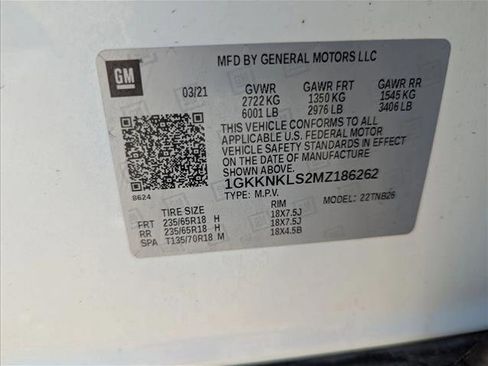 MFD BY GENERAL MOTORS LLC
GM
03/21 GVWR GAWR FRT GAWR RR
2722 KG 1350 KG 1545 KG
6001 LB 2976 LB 3406 LB
THIS VEHICLE CONFORMS TO ALL
APPLICABLE U.S. FEDERAL MOTOR
VEHICLE SAFETY STANDARDS IN EFFECT
ON THE DATE OF MANUFACTURE SHOWN ABOVE.
1GKKNKLS2MZ186262
8624 TYPE: M.P.V. MODEL: 22TNB26
TIRE SIZE RIM
FRT 235/65R18 H 18X7.5J
RR 235/65R18 H 18X7.5J
SPA T135/70R18 M 18X4.5B